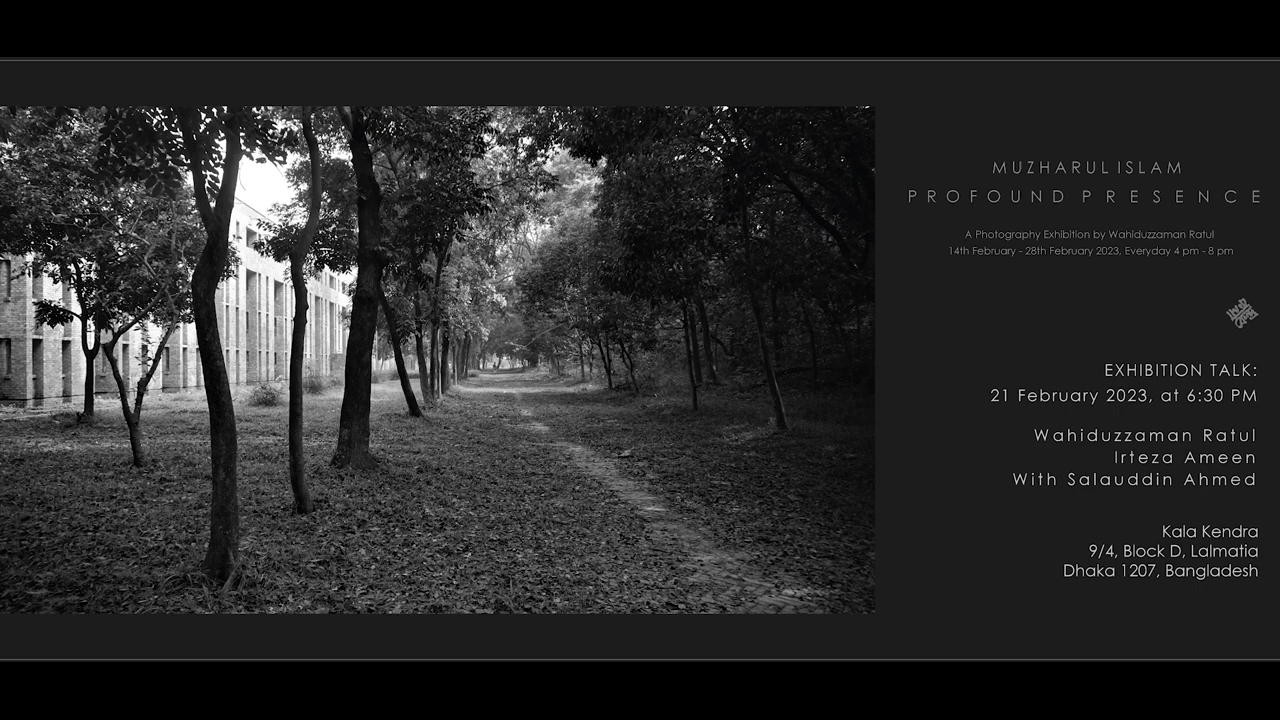 MUZHARUL ISLAM
PROFOUND PRESENCE
A Photography Exhibition by Wahiduzzaman Ratul
14th February - 28th February 2023, Everyday 4 pm - 8 pm
EXHIBITION TALK:
21 February 2023, at 6:30 PM
Wahiduzzaman Ratul
Irteza Ameen
With Salauddin Ahmed
Kala Kendra
9/4, Block D, Lalmatia
Dhaka 1207, Bangladesh